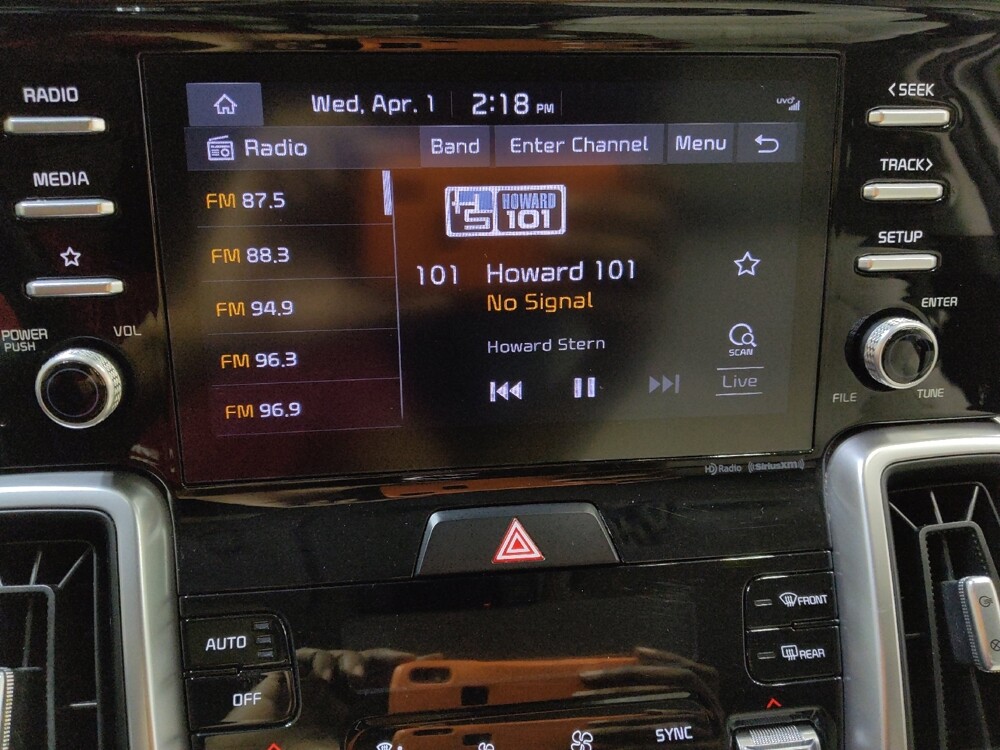 RADIO
MEDIA
POWER
PUSH
VOL
Wed, Apr. 1 2:18 PM
UVO
Radio Band Enter Channel Menu
FM 87.5
FM 88.3
FM 94.9
FM 96.3
FM 96.9
HOWARD
101
101 Howard 101
No Signal
Howard Stern
SCAN
Live
<SEEK
TRACK>
SETUP
ENTER
FILE
TUNE
HD Radio ((SiriusXM))
AUTO
OFF
FRONT
REAR
SYNC